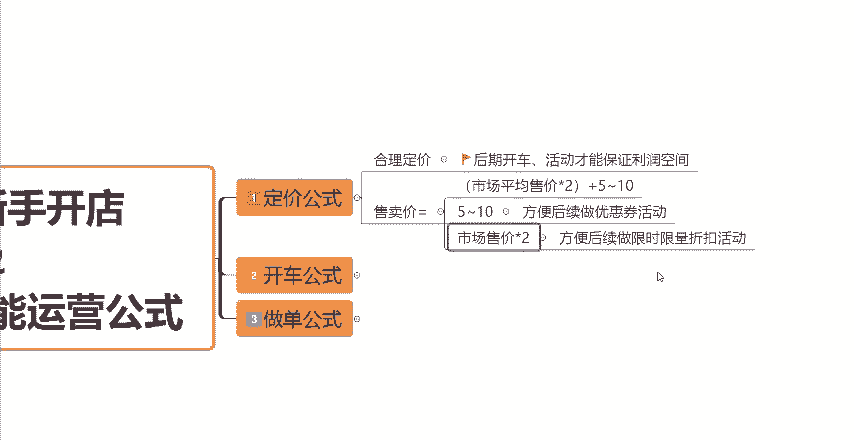 手开店
能运营公式
1 定价公式
合理定价
后期开车、活动才能保证利润空间
售卖价=
（市场平均售价*2）+5~10
5~10
方便后续做优惠券活动
市场售价*2
方便后续做限时限量折扣活动
2 开车公式
3 做单公式